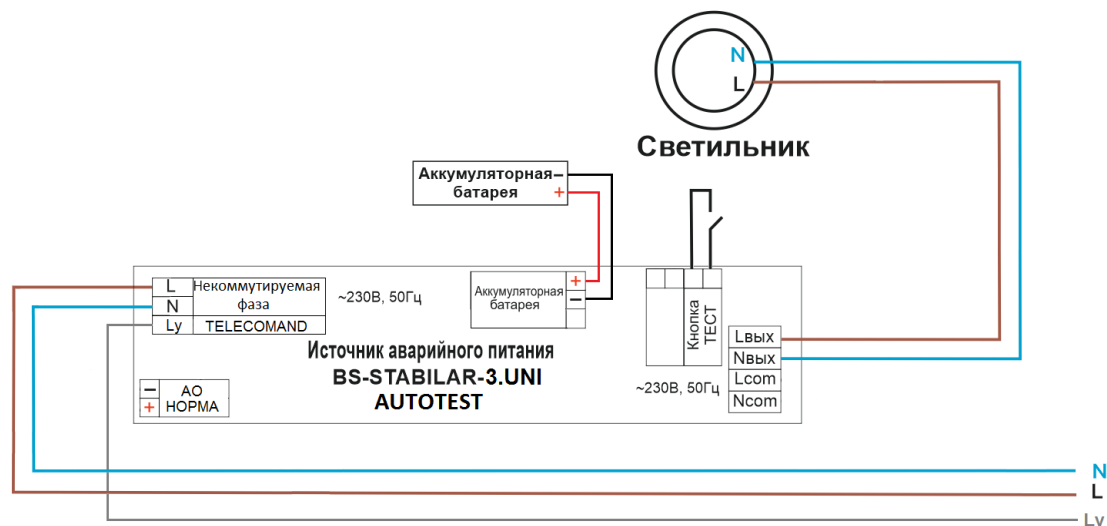 N
L
Светильник
Аккумуляторная –
батарея +
L Некоммутируемая
фаза
N
Ly TELECOMAND
~230В, 50Гц
Аккумуляторная
батарея
+
–
Кнопка
ТЕСТ
Lвых
Nвых
Lcom
Ncom
~230В, 50Гц
Источник аварийного питания
BS-STABILAR-3.UNI
AUTOTEST
– АО
+ НОРМА
N
L
Ly